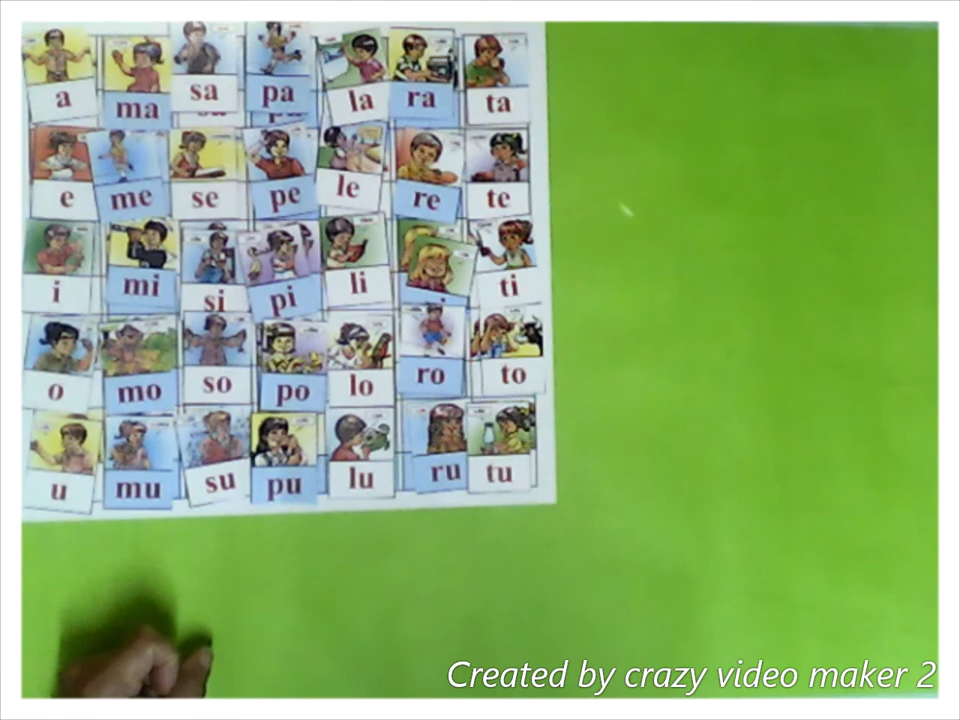 a ma sa pa la ra ta
e me se pe le re te
i mi si pi li ti
o mo so po lo ro to
u mu su pu lu ru tu
Created by crazy video maker 2